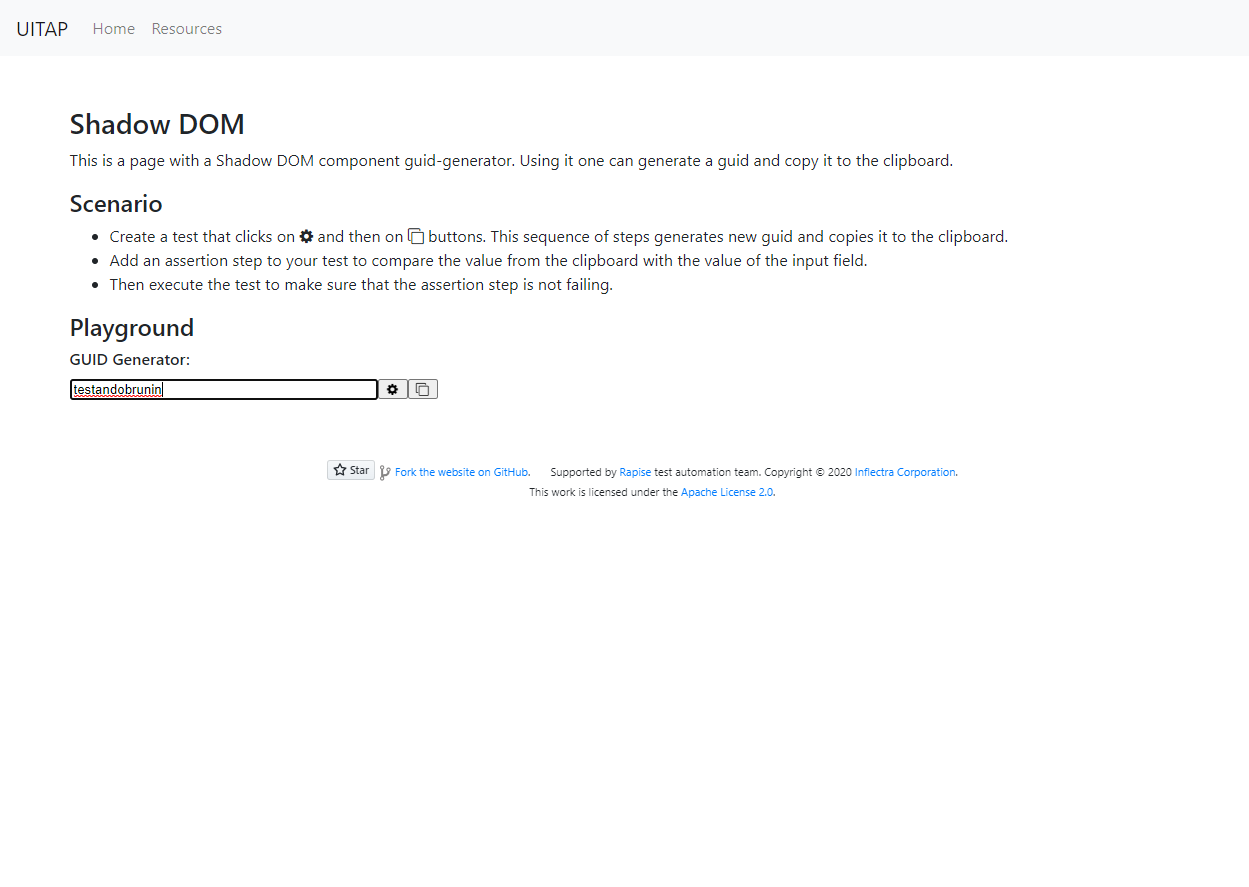 UITAP Home Resources
Shadow DOM
This is a page with a Shadow DOM component guid-generator. Using it one can generate a guid and copy it to the clipboard.
Scenario
Create a test that clicks on and then on buttons. This sequence of steps generates new guid and copies it to the clipboard.
Add an assertion step to your test to compare the value from the clipboard with the value of the input field.
Then execute the test to make sure that the assertion step is not failing.
Playground
GUID Generator:
testandobrunin
Star Fork the website on GitHub. Supported by Rapise test automation team. Copyright © 2020 Inflectra Corporation.
This work is licensed under the Apache License 2.0.